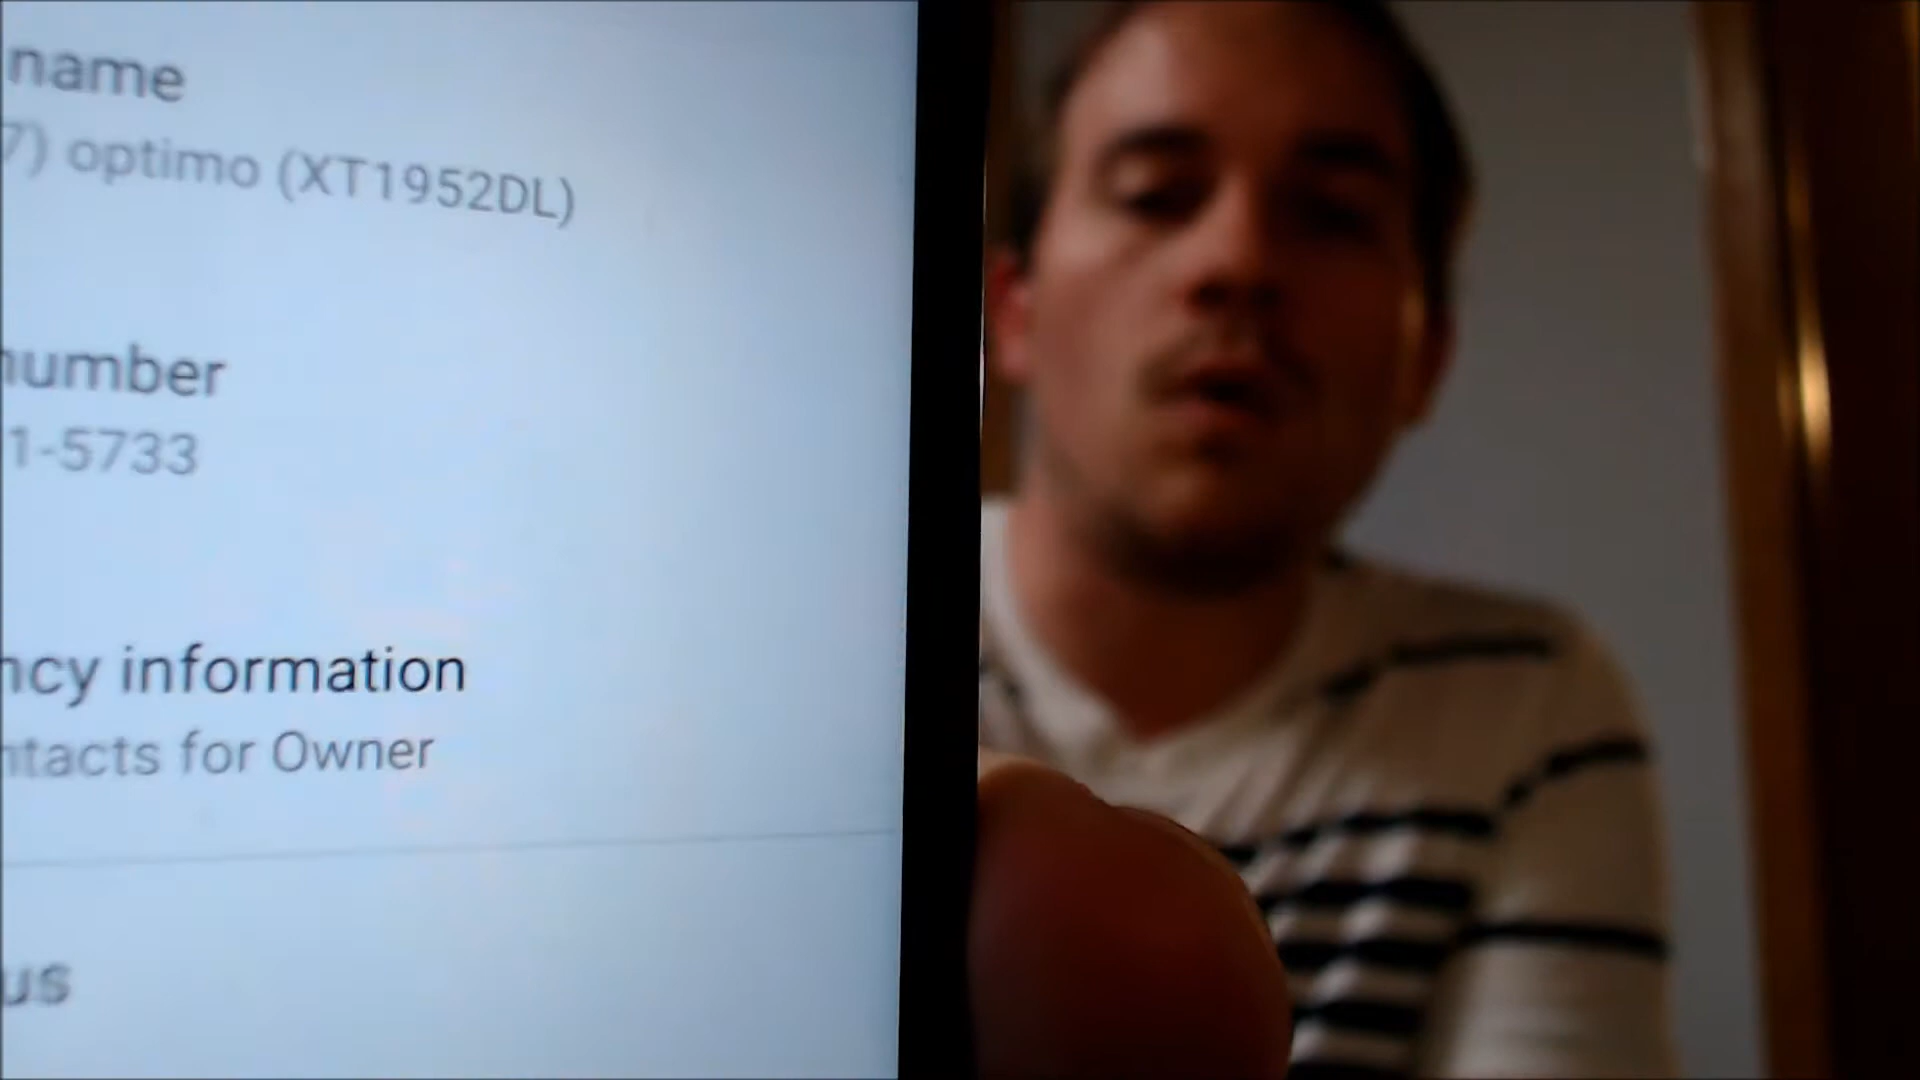 name
7) optimo (XT1952DL)
number
1-5733
ncy information
ntacts for Owner
us